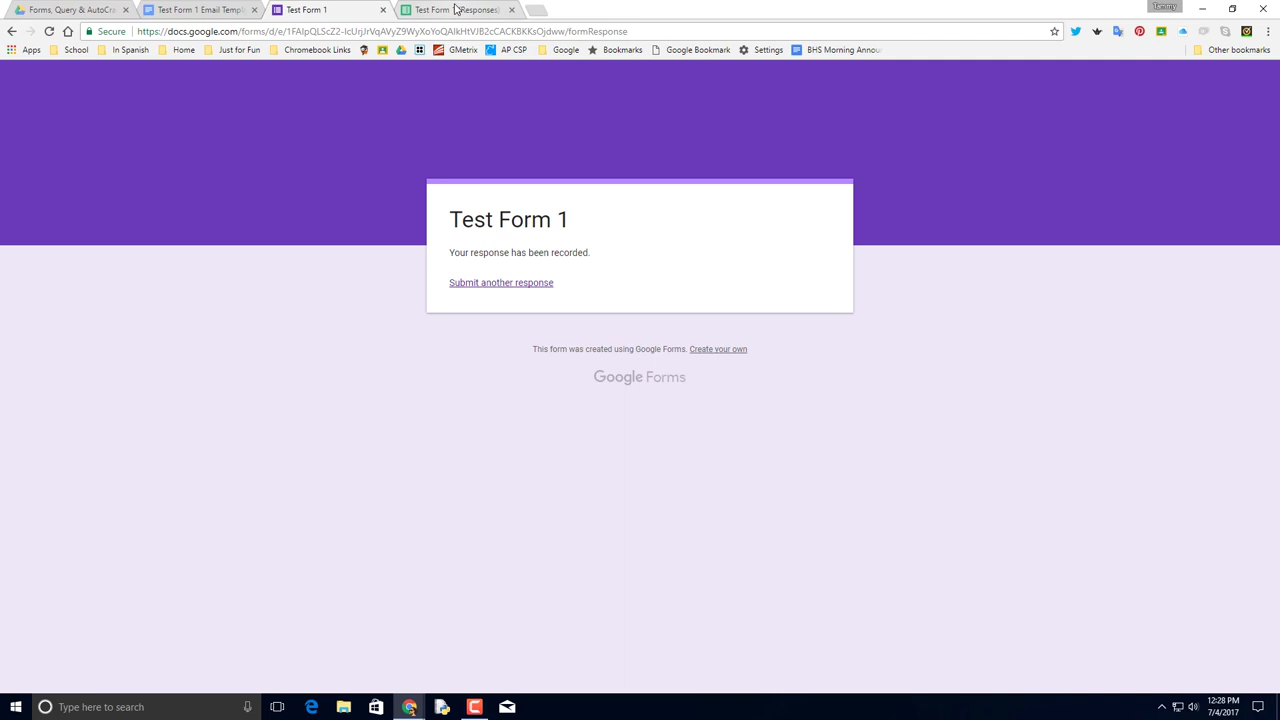 Tammy
Forms, Query & AutoCra
Test Form 1 Email Templ
Test Form 1
Test Form Responses)
Secure
https://docs.google.com/forms/d/e/1FAIpQLScZ2-IcUrjJrVqAVyZ9WyXoYoQAlkHtVJB2cCACKBKKsOjdww/formResponse
Apps School In Spanish Home Just for Fun Chromebook Links GMetrix AP CSP Google Bookmarks Google Bookmark Settings BHS Morning Annou Other bookmarks
Test Form 1
Your response has been recorded.
Submit another response
This form was created using Google Forms. Create your own
Google Forms
Type here to search
12:28 PM
7/4/2017